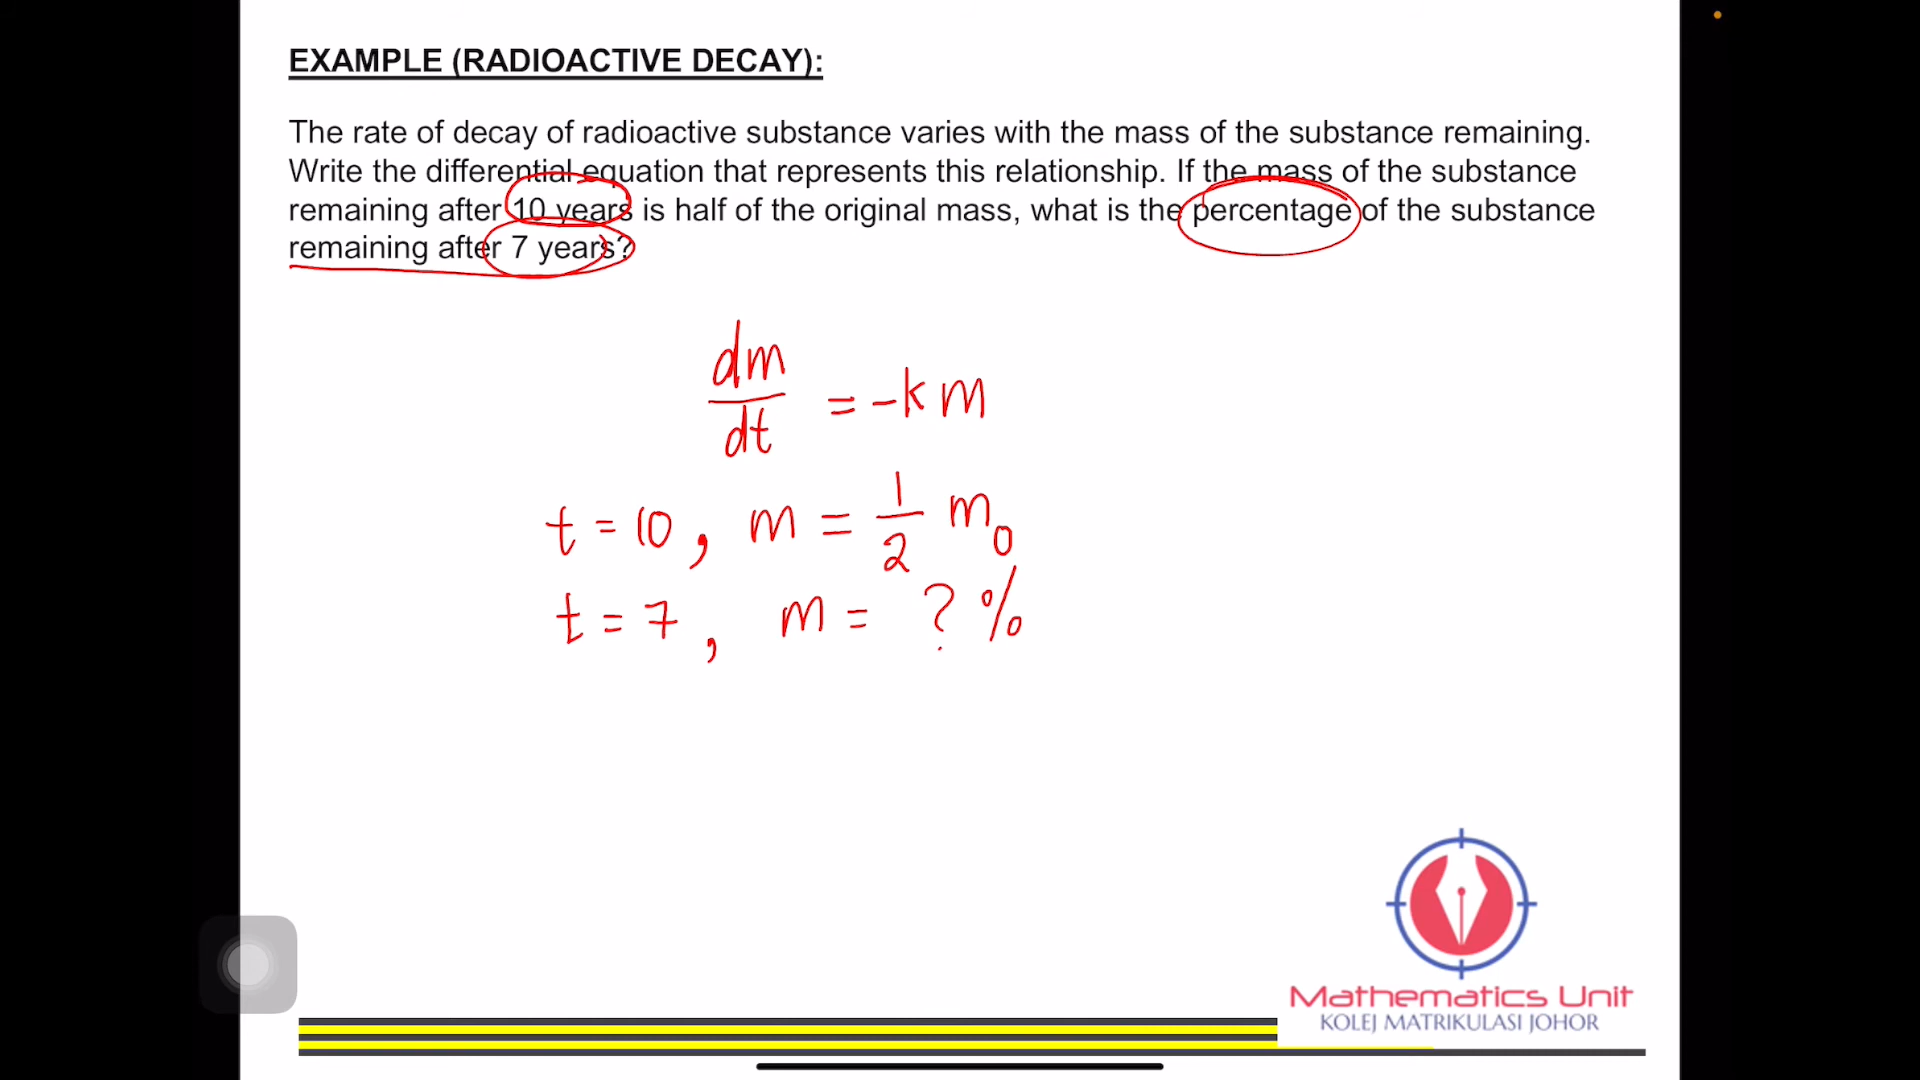 EXAMPLE (RADIOACTIVE DECAY):
The rate of decay of radioactive substance varies with the mass of the substance remaining.
Write the differential equation that represents this relationship. If the mass of the substance
remaining after 10 years is half of the original mass, what is the percentage of the substance
remaining after 7 years?
dm/dt = -km
t = 10, m = 1/2 m₀
t = 7, m = ? %
Mathematics Unit
KOLEJ MATRIKULASI JOHOR